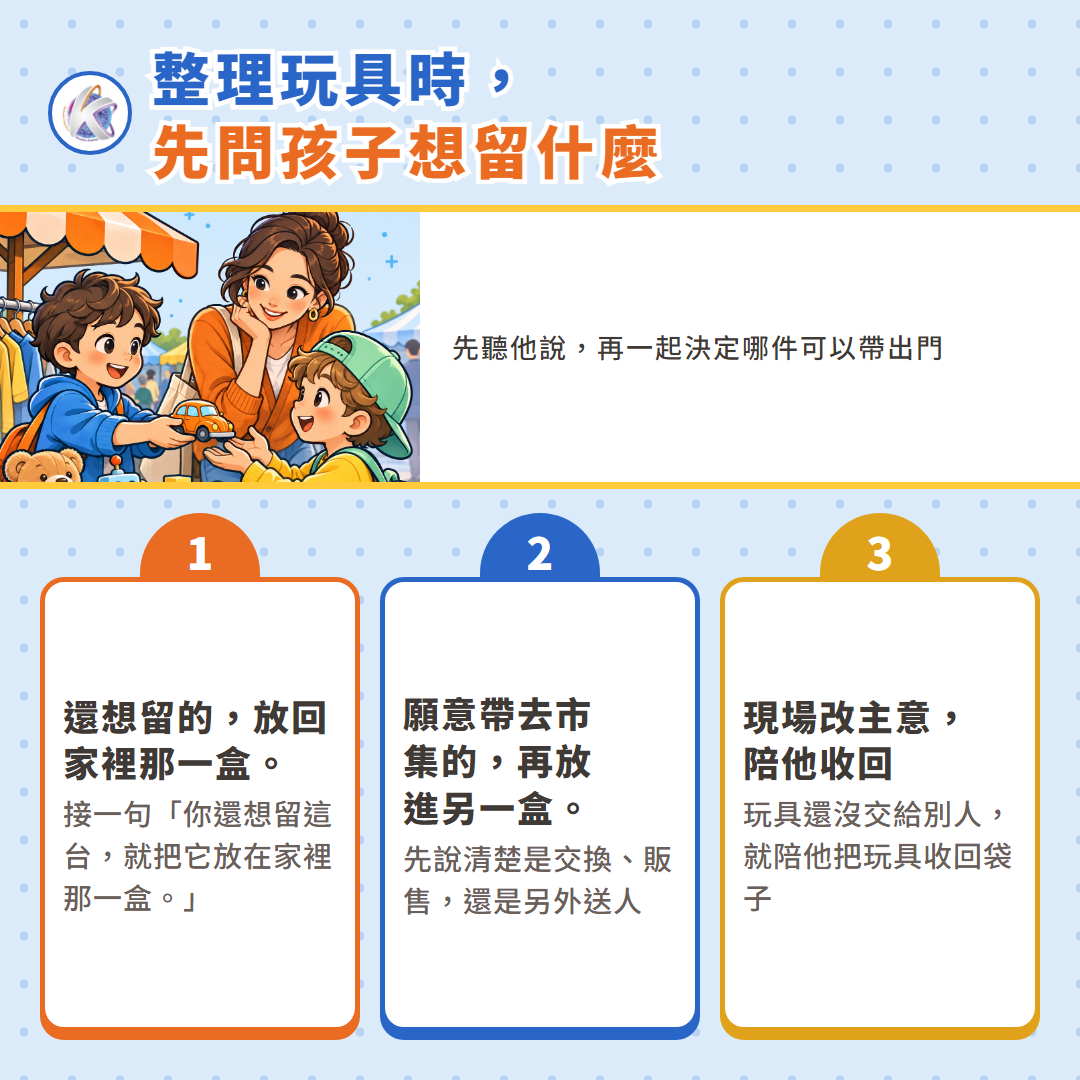 整理玩具時，
先問孩子想留什麼
先聽他說，再一起決定哪件可以帶出門
1
還想留的，放回
家裡那一盒。
接一句「你還想留這
台，就把它放在家裡
那一盒。」
2
願意帶去市
集的，再放
進另一盒。
先說清楚是交換、販
售，還是另外送人
3
現場改主意，
陪他收回
玩具還沒交給別人，
就陪他把玩具收回袋
子